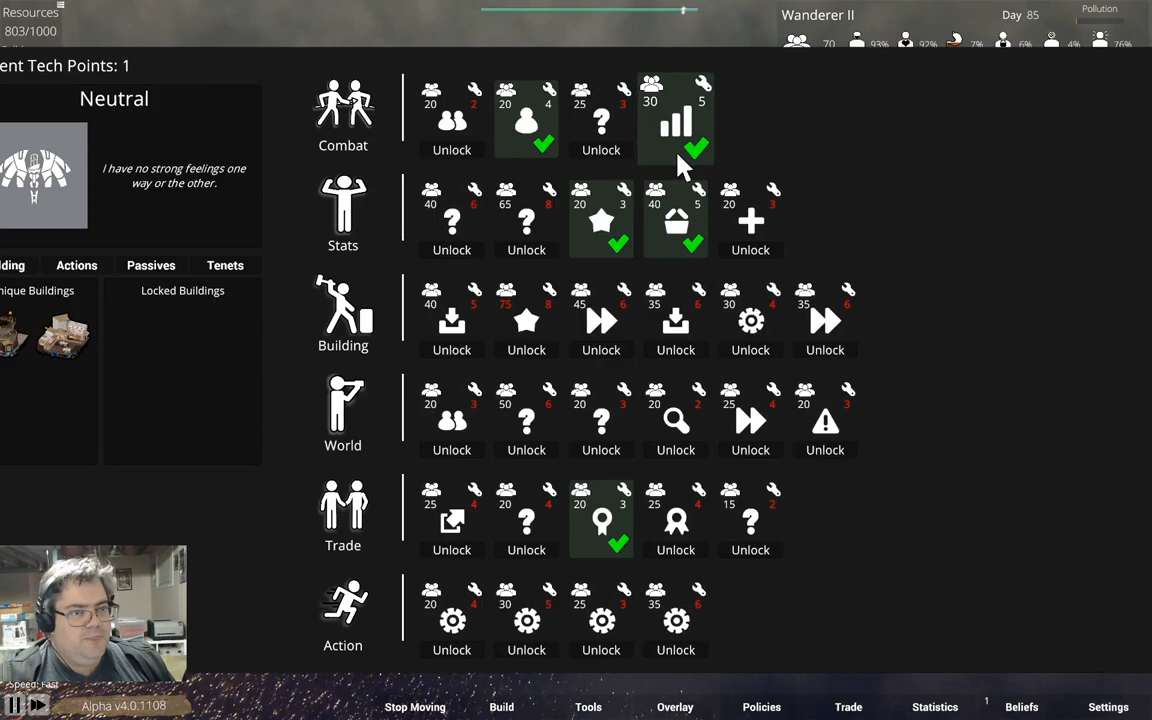 Resources
803/1000
Wanderer II
Day 85
Pollution
70 93% 92% 7% 6% 4% 76%
ent Tech Points: 1
Neutral
I have no strong feelings one
way or the other.
lding Actions Passives Tenets
nique Buildings Locked Buildings
Combat
20 2 20 4 25 3 30 5
Unlock Unlock
Stats
40 6 65 8 20 3 40 5 20 3
Unlock Unlock Unlock
Building
40 5 75 8 45 6 35 6 30 4 35 6
Unlock Unlock Unlock Unlock Unlock Unlock
World
20 3 50 6 20 3 20 2 25 4 20 3
Unlock Unlock Unlock Unlock Unlock Unlock
Trade
25 4 20 4 20 3 25 4 15 2
Unlock Unlock Unlock Unlock
Action
20 4 30 5 25 3 35 6
Unlock Unlock Unlock Unlock
Speed: Fast
Alpha v4.0.1108
Stop Moving Build Tools Overlay Policies Trade Statistics 1 Beliefs Settings